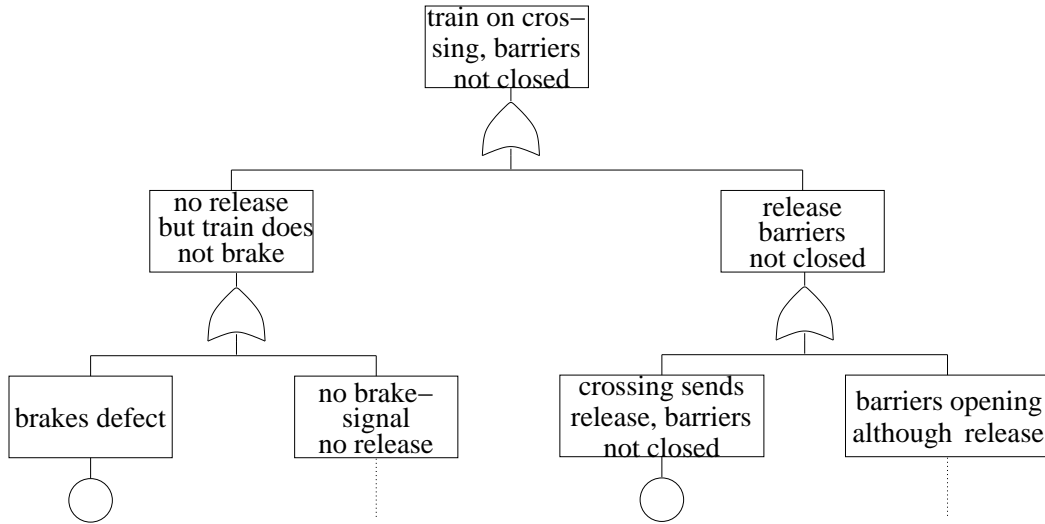 train on cros–
sing, barriers
not closed
no release
but train does
not brake
release
barriers
not closed
brakes defect
no brake–
signal
no release
crossing sends
release, barriers
not closed
barriers opening
although release